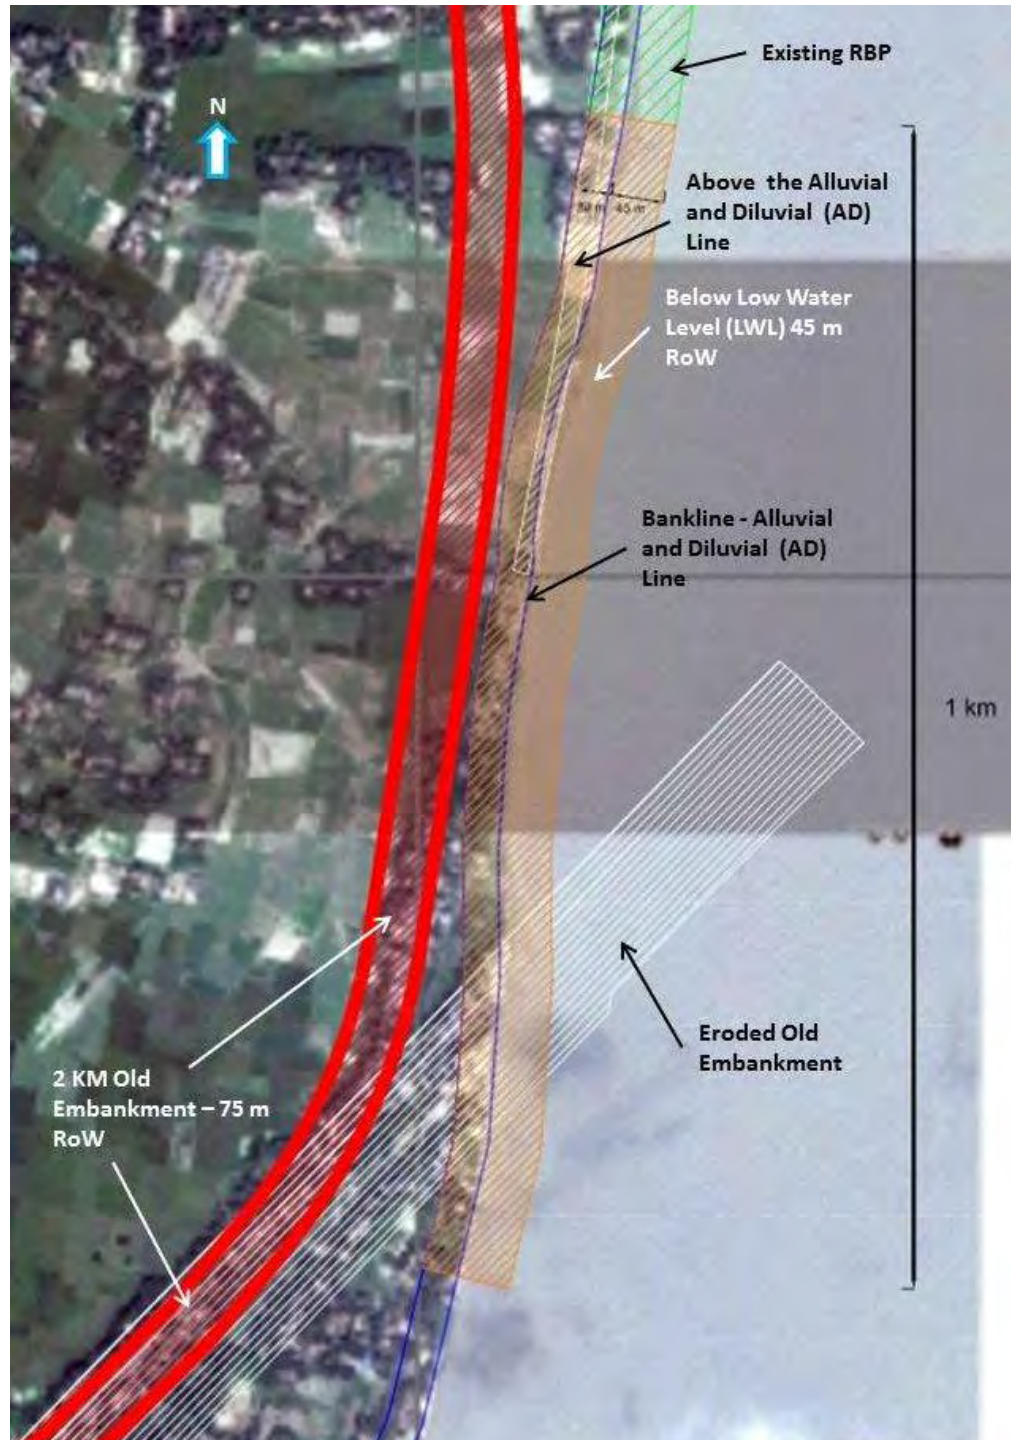 Existing RBP
N
Above the Alluvial
and Diluvial (AD)
Line
45 m
Below Low Water
Level (LWL) 45 m
RoW
Bankline - Alluvial
and Diluvial (AD)
Line
1 km
Eroded Old
Embankment
2 KM Old
Embankment – 75 m
RoW